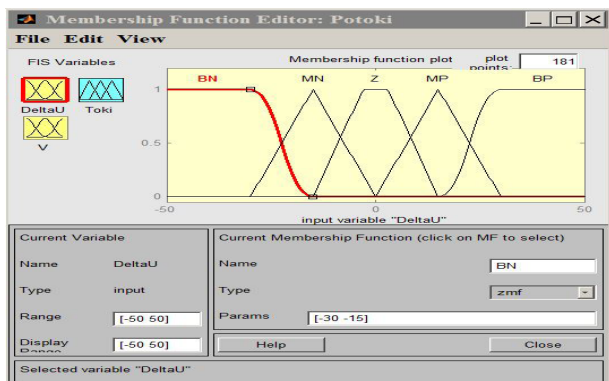 Membership Function Editor: Potoki
File Edit View
FIS Variables
Membership function plot plot points: 181
BN MN Z MP BP
DeltaU Toki
V
1
0.5
0
-50 0 50
input variable "DeltaU"
Current Variable
Name DeltaU
Type input
Range [-50 50]
Display Range [-50 50]
Current Membership Function (click on MF to select)
Name BN
Type zmf
Params [-30 -15]
Help Close
Selected variable "DeltaU"